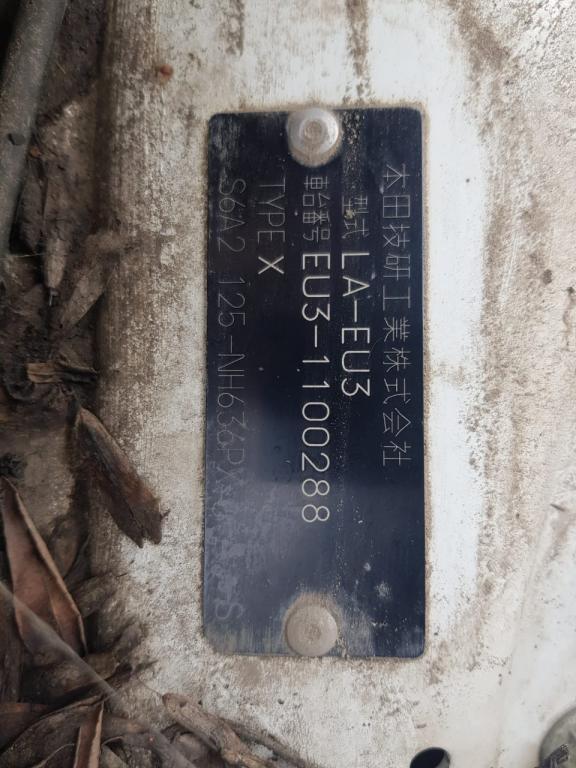 本田技研工業株式会社
型式 LA-EU3
車台番号 EU3-1100288
TYPE X
S6A2 125-NH636PX